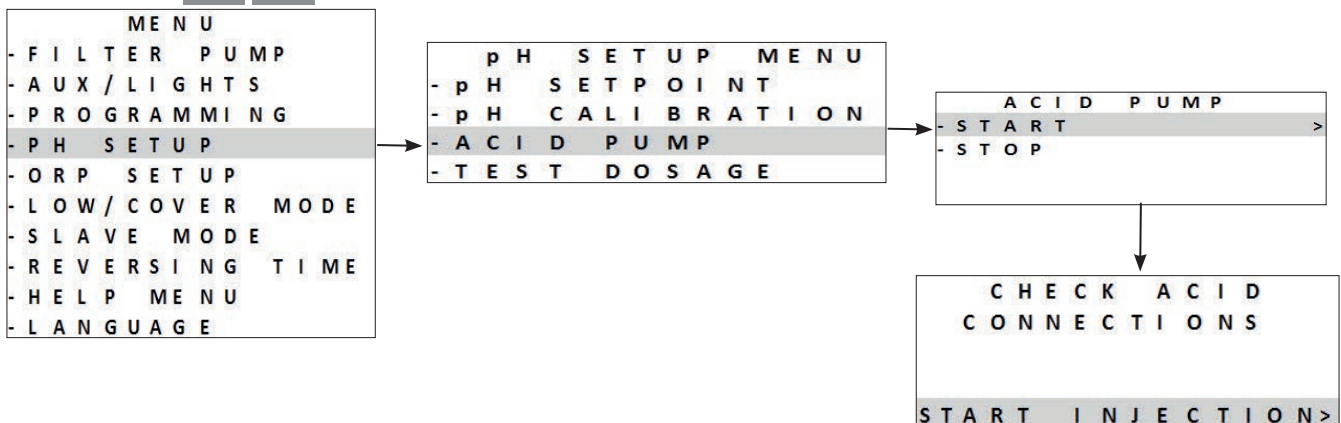 MENU
- FILTER PUMP
- AUX/LIGHTS
- PROGRAMMING
- PH SETUP
- ORP SETUP
- LOW/COVER MODE
- SLAVE MODE
- REVERSING TIME
- HELP MENU
- LANGUAGE
pH SETUP MENU
- pH SETPOINT
- pH CALIBRATION
- ACID PUMP
- TEST DOSAGE
ACID PUMP
- START >
- STOP
CHECK ACID
CONNECTIONS
START INJECTION>